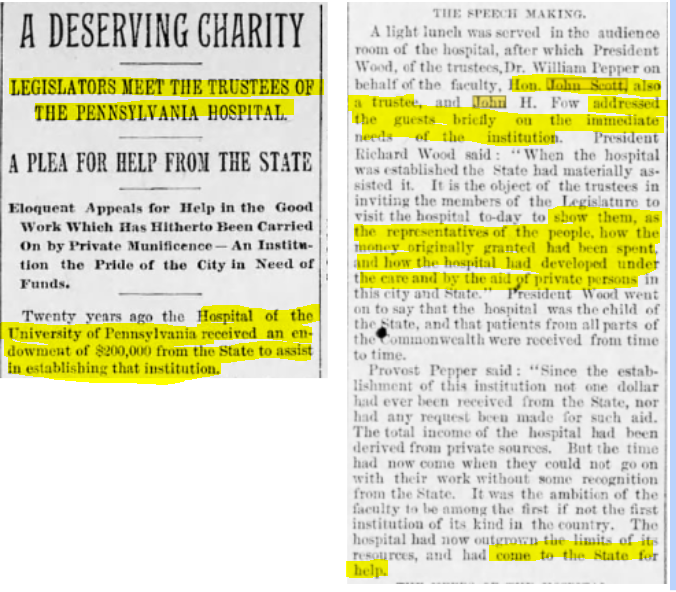 A DESERVING CHARITY
LEGISLATORS MEET THE TRUSTEES OF
THE PENNSYLVANIA HOSPITAL.
A PLEA FOR HELP FROM THE STATE
Eloquent Appeals for Help in the Good
Work Which Has Hitherto Been Carried
On by Private Munificence—An Institu-
tion the Pride of the City in Need of
Funds.
Twenty years ago the Hospital of the
University of Pennsylvania received an en-
dowment of $200,000 from the State to assist
in establishing that institution.
THE SPEECH MAKING.
A light lunch was served in the audience
room of the hospital, after which President
Wood, of the trustees, Dr. William Pepper on
behalf of the faculty, Hon. John Scott, also
a trustee, and John H. Fow addressed
the guests briefly on the immediate
needs of the institution. President
Richard Wood said: "When the hospital
was established the State had materially as-
sisted it. It is the object of the trustees in
inviting the members of the Legislature to
visit the hospital to-day to show them, as
the representatives of the people, how the
money originally granted had been spent,
and how the hospital had developed under
the care and by the aid of private persons in
this city and State." President Wood went
on to say that the hospital was the child of
the State, and that patients from all parts of
the Commonwealth were received from time
to time.
Provost Pepper said: "Since the estab-
lishment of this institution not one dollar
had ever been received from the State, nor
had any request been made for such aid.
The total income of the hospital had been
derived from private sources. But the time
had now come when they could not go on
with their work without some recognition
from the State. It was the ambition of the
faculty to be among the first if not the first
institution of its kind in the country. The
hospital had now outgrown the limits of its
resources, and had come to the State for
help.